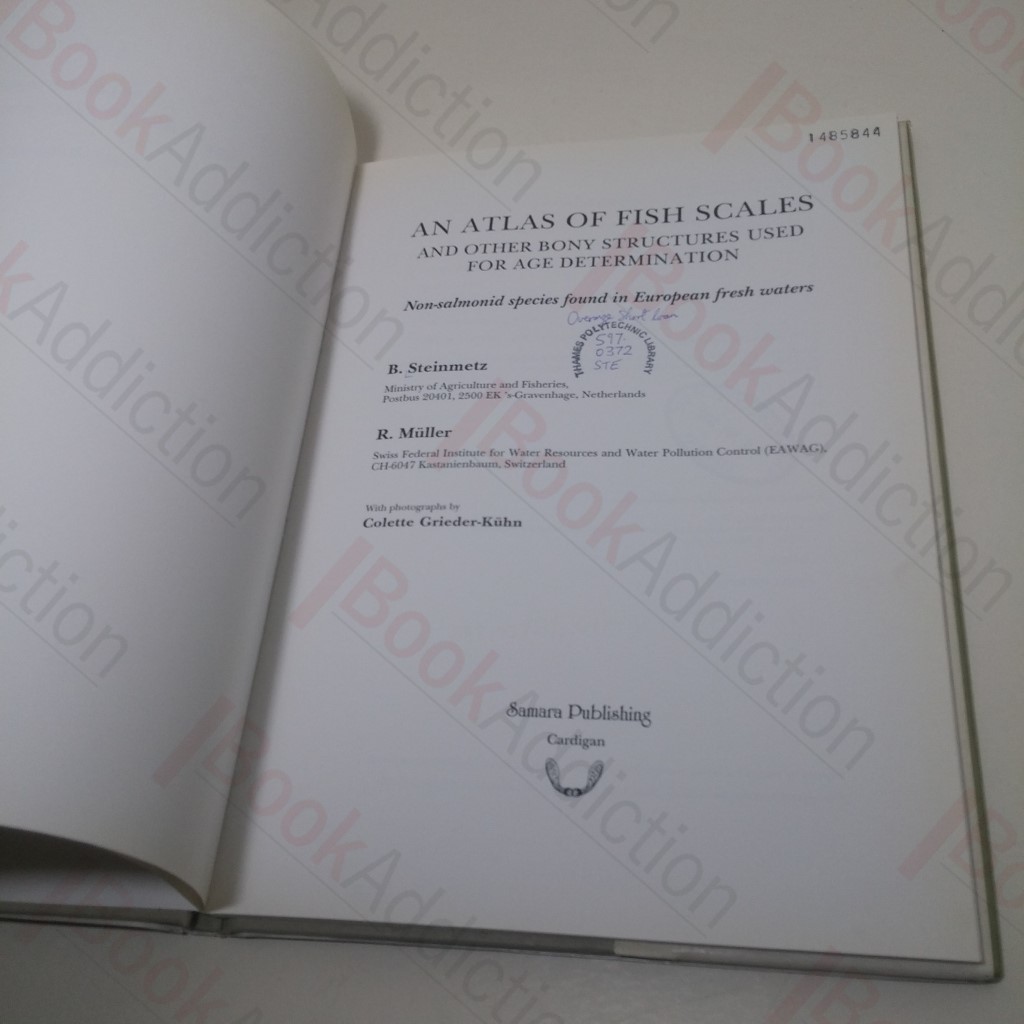 1485844
AN ATLAS OF FISH SCALES
AND OTHER BONY STRUCTURES USED
FOR AGE DETERMINATION
Non-salmonid species found in European fresh waters
Short Loan
THAMES POLYTECHNIC LIBRARY
597.
0372
STE
B. Steinmetz
Ministry of Agriculture and Fisheries,
Postbus 20401, 2500 EK 's-Gravenhage, Netherlands
R. Müller
Swiss Federal Institute for Water Resources and Water Pollution Control (EAWAG),
CH-6047 Kastanienbaum, Switzerland
With photographs by
Colette Grieder-Kühn
Samara Publishing
Cardigan
BookAddiction